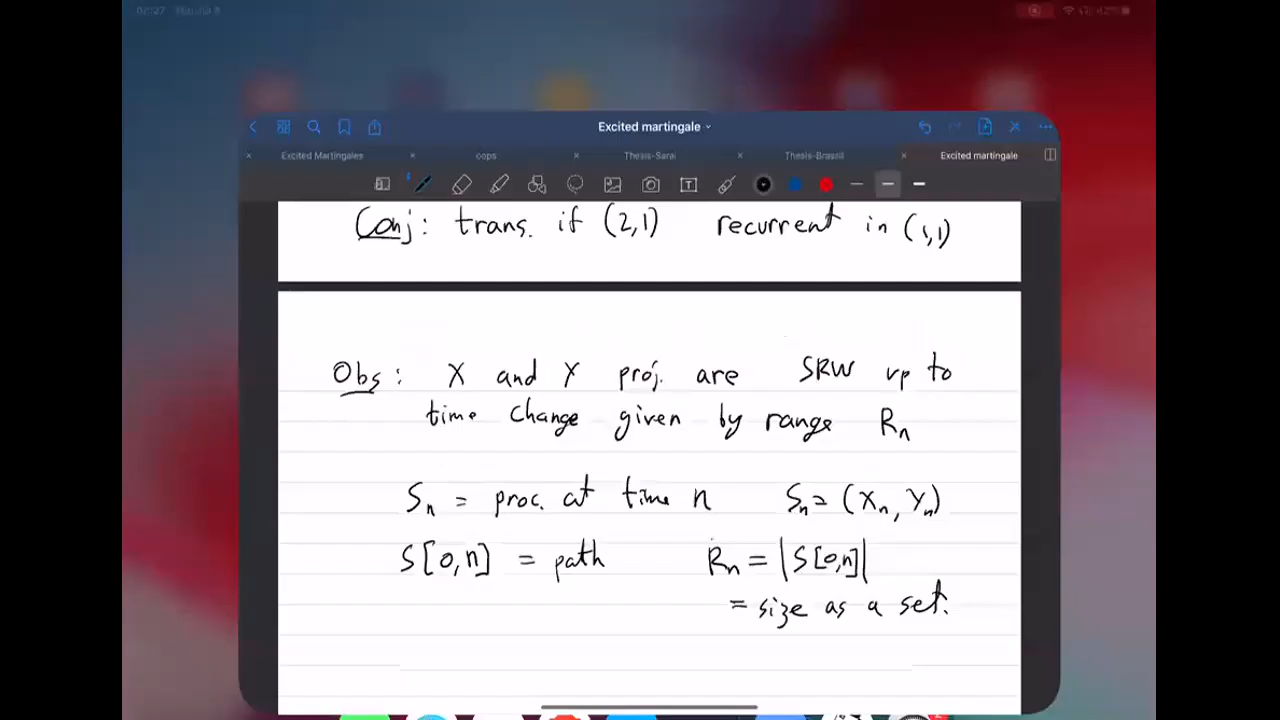 Excited martingale
Excited Martingales
oops
Thesis-Sarai
Thesis-Brassil
Excited martingale
Conj: trans. if (2,1) recurrent in (1,1)
Obs: X and Y proj. are SRW up to
time change given by range Rn
Sn = proc. at time n Sn = (Xn, Yn)
S[0,n] = path Rn = |S[0,n]|
= size as a set.